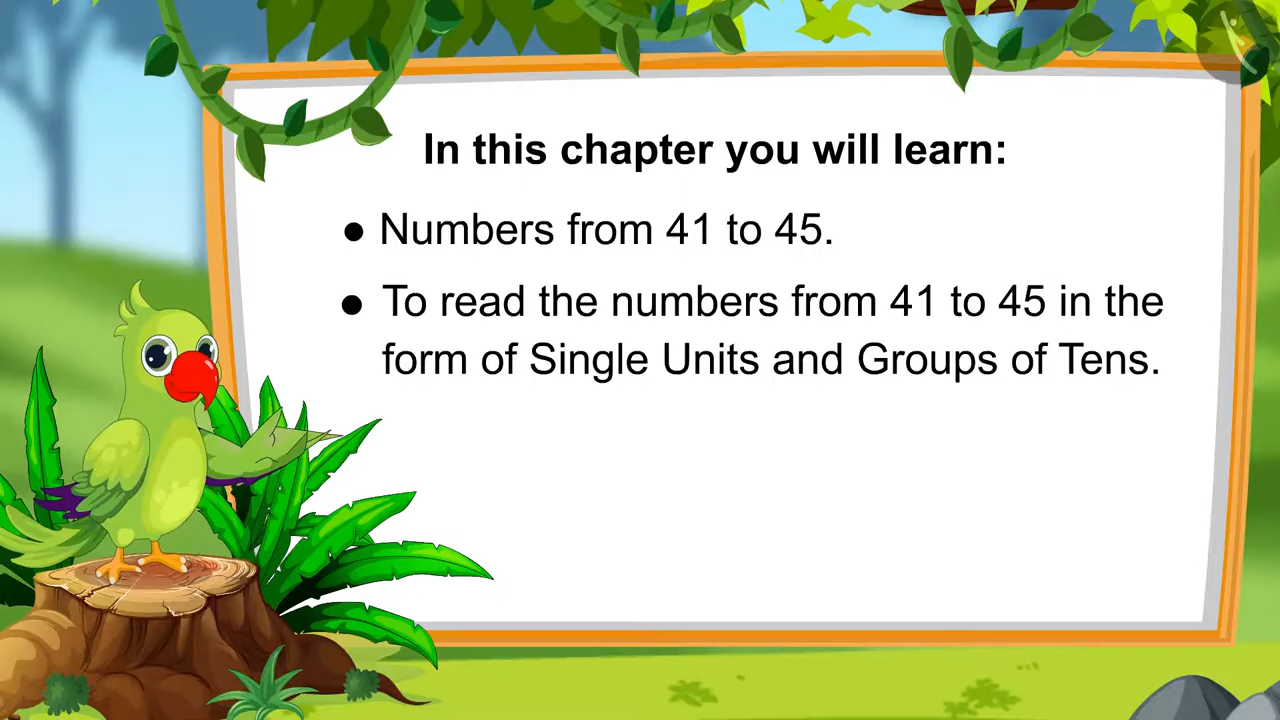 In this chapter you will learn:
● Numbers from 41 to 45.
● To read the numbers from 41 to 45 in the
form of Single Units and Groups of Tens.